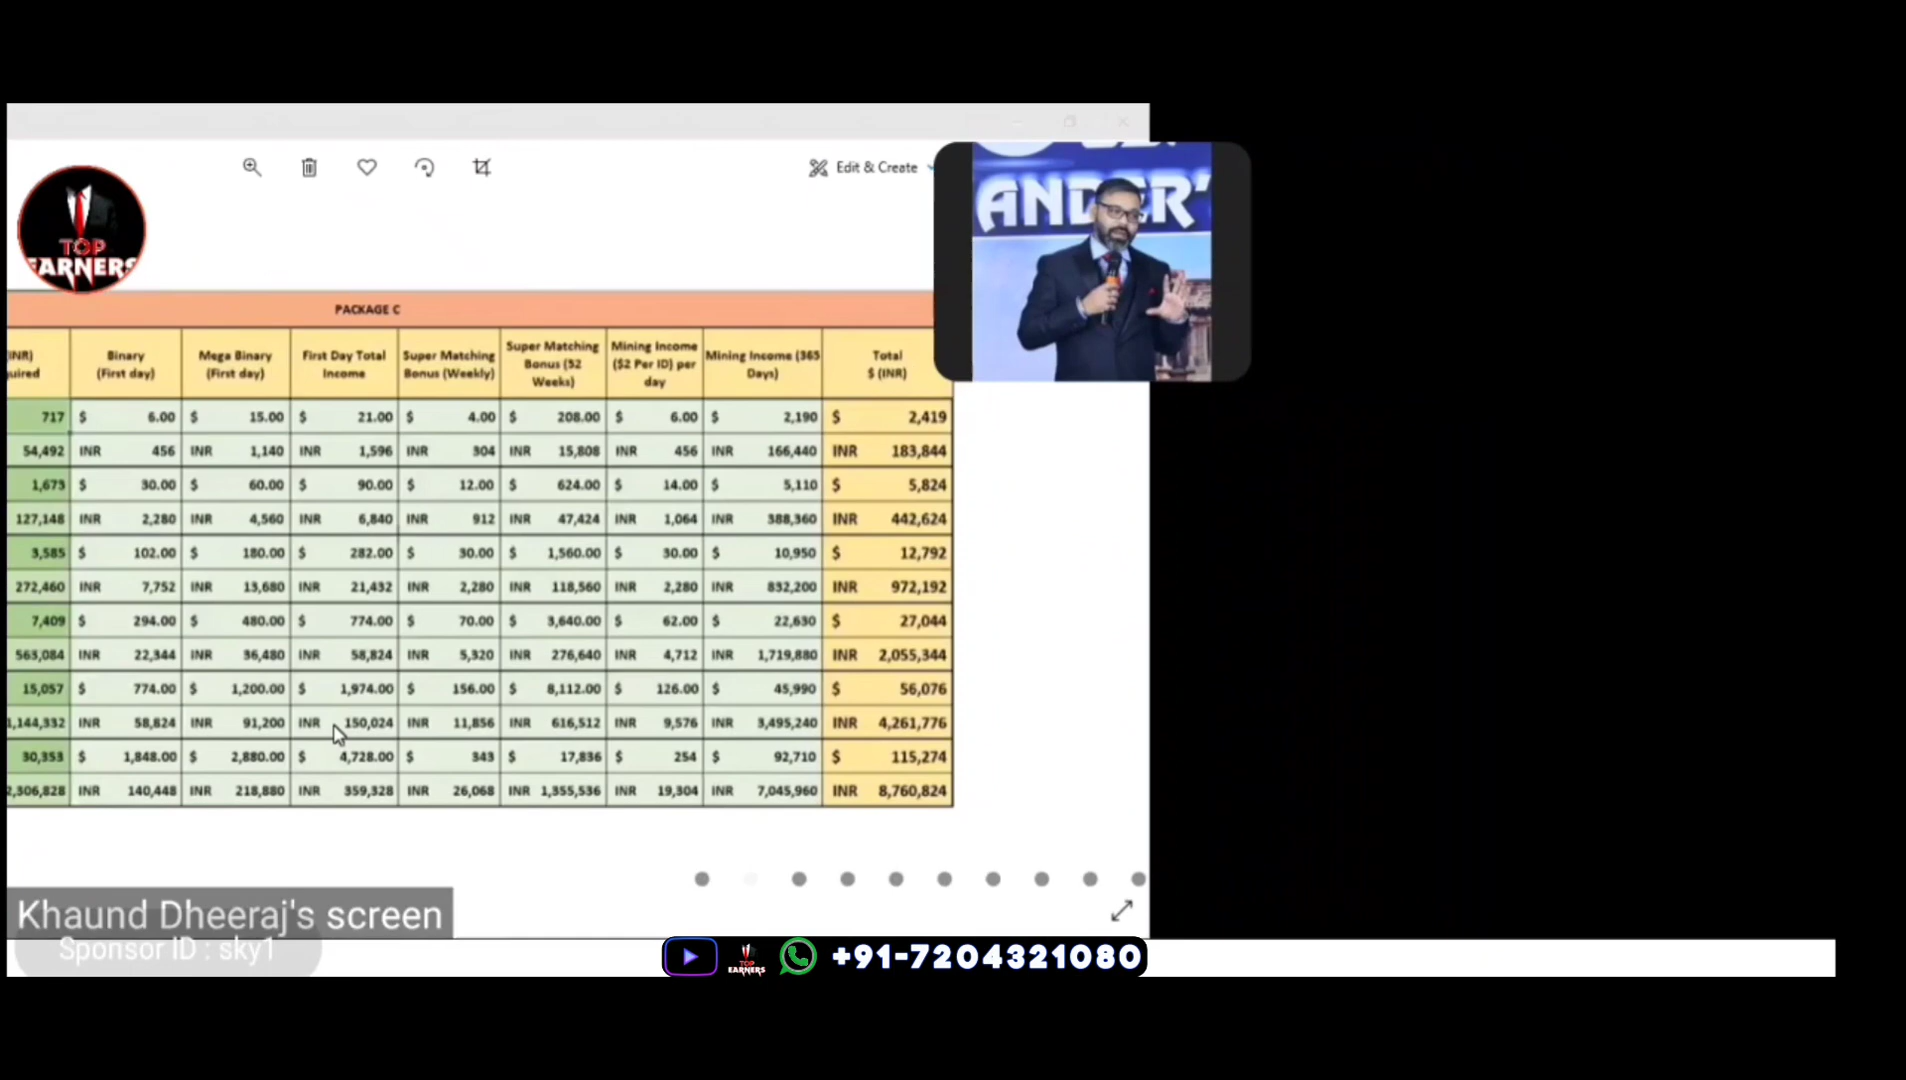 Edit & Create
TOP
EARNERS
ANDER'
PACKAGE C
(INR) Binary (First day) Mega Binary (First day) First Day Total Income Super Matching Bonus (Weekly) Super Matching Bonus (52 Weeks) Mining Income ($2 Per ID) per day Mining Income (365 Days) Total $ (INR)
717 $ 6.00 $ 15.00 $ 21.00 $ 4.00 $ 208.00 $ 6.00 $ 2,190 $ 2,419
54,492 INR 456 INR 1,140 INR 1,596 INR 304 INR 15,808 INR 456 INR 166,440 INR 183,844
1,673 $ 30.00 $ 60.00 $ 90.00 $ 12.00 $ 624.00 $ 14.00 $ 5,110 $ 5,824
127,148 INR 2,280 INR 4,560 INR 6,840 INR 912 INR 47,424 INR 1,064 INR 388,360 INR 442,624
3,585 $ 102.00 $ 180.00 $ 282.00 $ 30.00 $ 1,560.00 $ 30.00 $ 10,950 $ 12,792
272,460 INR 7,752 INR 13,680 INR 21,432 INR 2,280 INR 118,560 INR 2,280 INR 832,200 INR 972,192
7,409 $ 294.00 $ 480.00 $ 774.00 $ 70.00 $ 3,640.00 $ 62.00 $ 22,630 $ 27,044
563,084 INR 22,344 INR 36,480 INR 58,824 INR 5,320 INR 276,640 INR 4,712 INR 1,719,880 INR 2,055,344
15,057 $ 774.00 $ 1,200.00 $ 1,974.00 $ 156.00 $ 8,112.00 $ 126.00 $ 45,990 $ 56,076
1,144,332 INR 58,824 INR 91,200 INR 150,024 INR 11,856 INR 616,512 INR 9,576 INR 3,495,240 INR 4,261,776
30,353 $ 1,848.00 $ 2,880.00 $ 4,728.00 $ 343 $ 17,836 $ 254 $ 92,710 $ 115,274
2,306,828 INR 140,448 INR 218,880 INR 359,328 INR 26,068 INR 1,355,536 INR 19,304 INR 7,045,960 INR 8,760,824
Khaund Dheeraj's screen
Sponsor ID : sky1
TOP
EARNERS
+91-7204321080